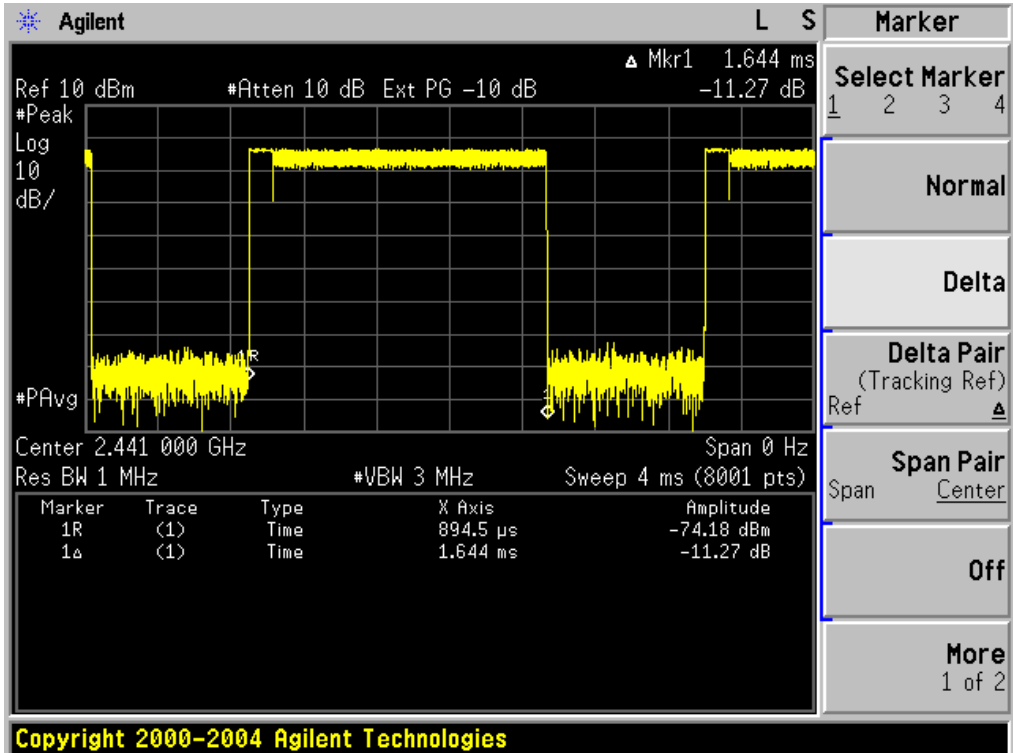 Agilent L S Marker
Δ Mkr1 1.644 ms
Ref 10 dBm #Atten 10 dB Ext PG −10 dB −11.27 dB
#Peak
Log
10
dB/
1R
1
#PAvg
Center 2.441 000 GHz Span 0 Hz
Res BW 1 MHz #VBW 3 MHz Sweep 4 ms (8001 pts)
Marker Trace Type X Axis Amplitude
1R (1) Time 894.5 µs −74.18 dBm
1Δ (1) Time 1.644 ms −11.27 dB
Select Marker
1 2 3 4
Normal
Delta
Delta Pair
(Tracking Ref)
Ref Δ
Span Pair
Span Center
Off
More
1 of 2
Copyright 2000−2004 Agilent Technologies